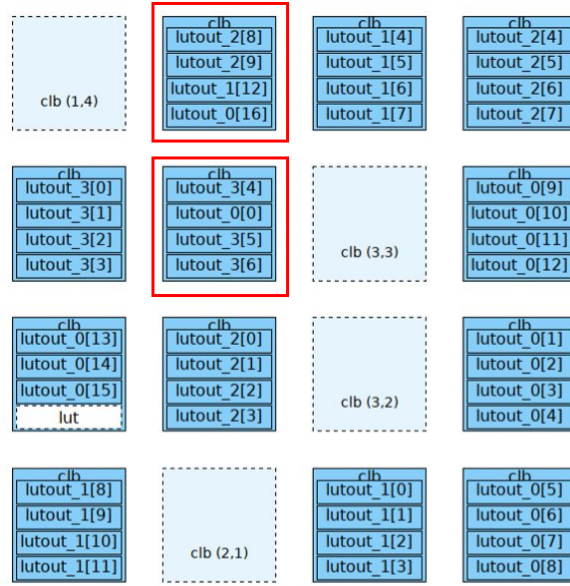 clb (1,4)
clb
lutout_2[8]
lutout_2[9]
lutout_1[12]
lutout_0[16]
clb
lutout_1[4]
lutout_1[5]
lutout_1[6]
lutout_1[7]
clb
lutout_2[4]
lutout_2[5]
lutout_2[6]
lutout_2[7]
clb
lutout_3[0]
lutout_3[1]
lutout_3[2]
lutout_3[3]
clb
lutout_3[4]
lutout_0[0]
lutout_3[5]
lutout_3[6]
clb (3,3)
clb
lutout_0[9]
lutout_0[10]
lutout_0[11]
lutout_0[12]
clb
lutout_0[13]
lutout_0[14]
lutout_0[15]
lut
clb
lutout_2[0]
lutout_2[1]
lutout_2[2]
lutout_2[3]
clb (3,2)
clb
lutout_0[1]
lutout_0[2]
lutout_0[3]
lutout_0[4]
clb
lutout_1[8]
lutout_1[9]
lutout_1[10]
lutout_1[11]
clb (2,1)
clb
lutout_1[0]
lutout_1[1]
lutout_1[2]
lutout_1[3]
clb
lutout_0[5]
lutout_0[6]
lutout_0[7]
lutout_0[8]